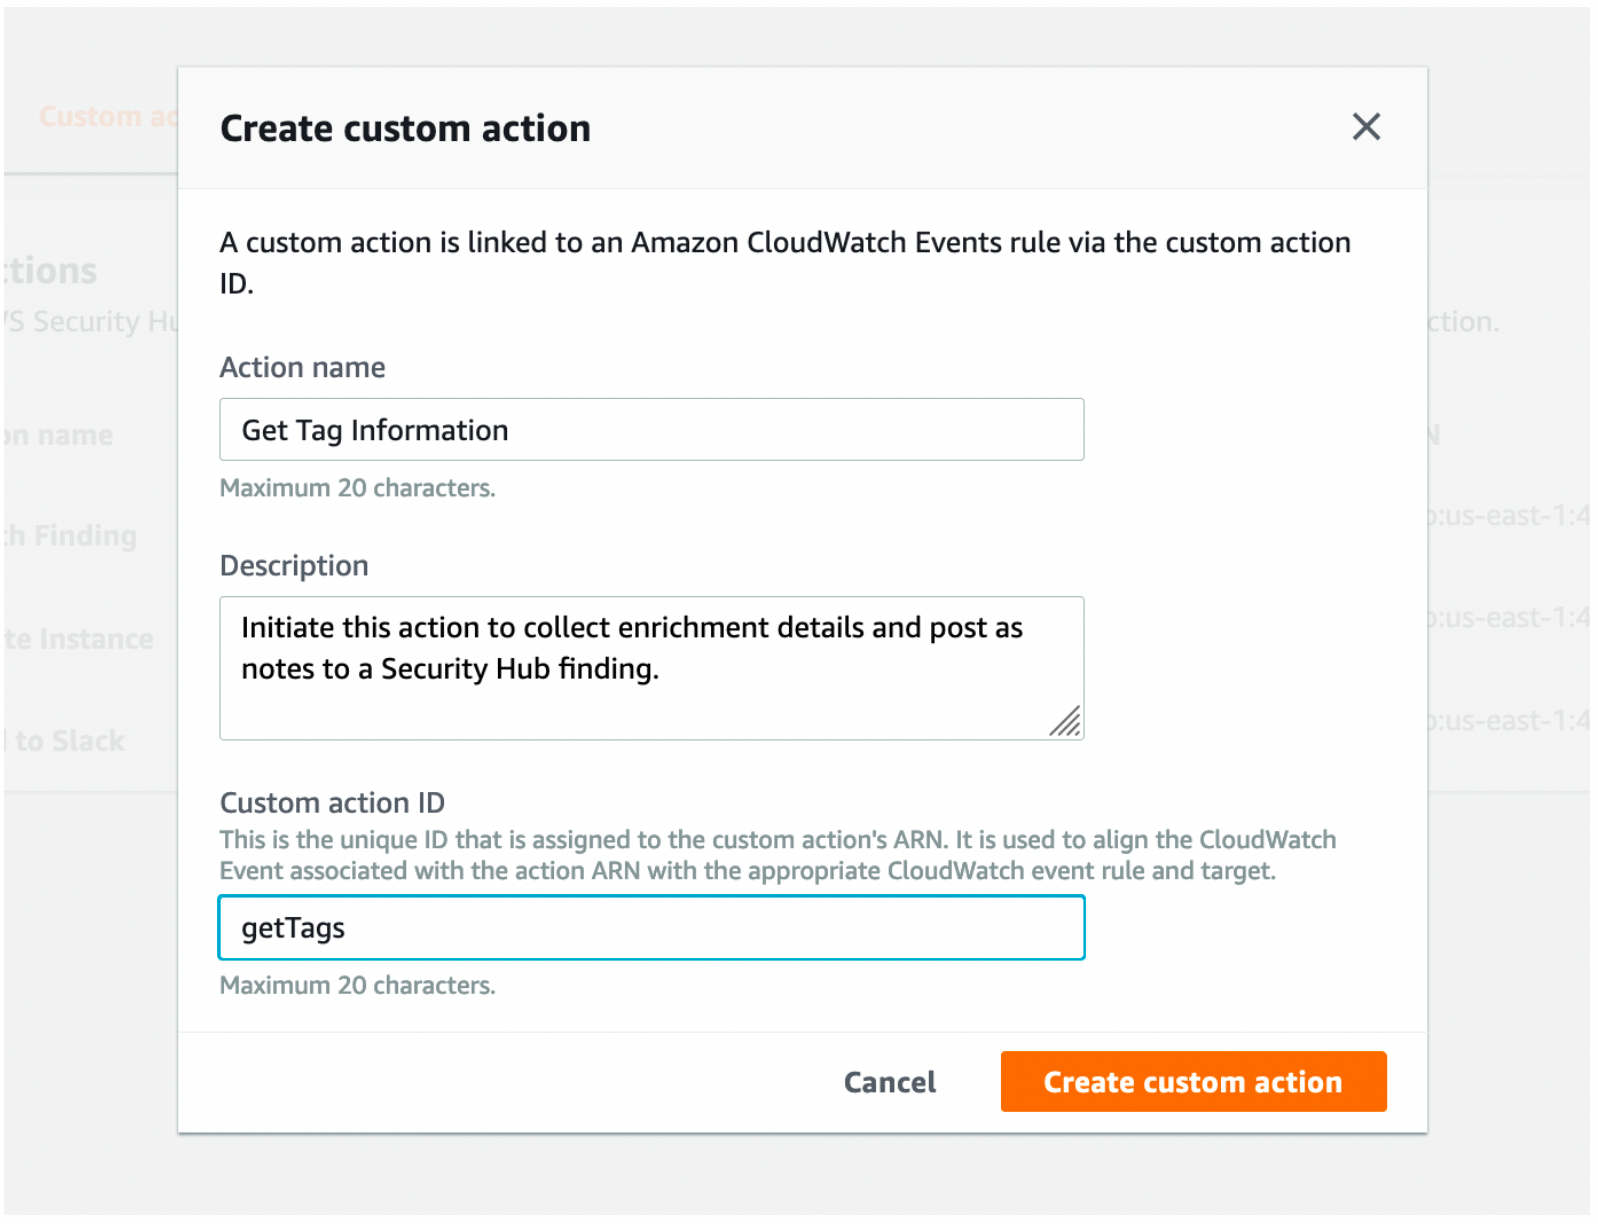 Custom ac
Create custom action
A custom action is linked to an Amazon CloudWatch Events rule via the custom action
ID.
ctions
/S Security Hu
ction.
Action name
on name
N
Get Tag Information
Maximum 20 characters.
ch Finding
b:us-east-1:4
Description
Initiate this action to collect enrichment details and post as
notes to a Security Hub finding.
te Instance
b:us-east-1:4
to Slack
b:us-east-1:4
Custom action ID
This is the unique ID that is assigned to the custom action's ARN. It is used to align the CloudWatch
Event associated with the action ARN with the appropriate CloudWatch event rule and target.
getTags
Maximum 20 characters.
Cancel
Create custom action